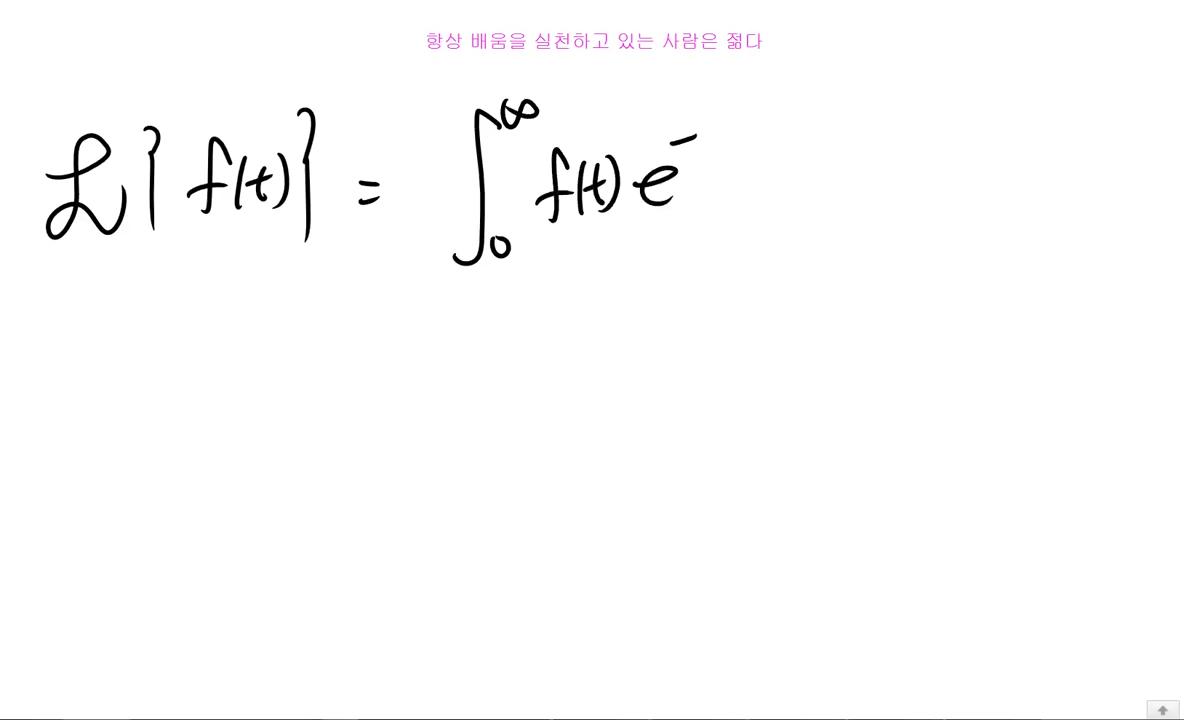 항상 배움을 실천하고 있는 사람은 젊다
ℒ{f(t)} = ∫₀^∞ f(t) e^-